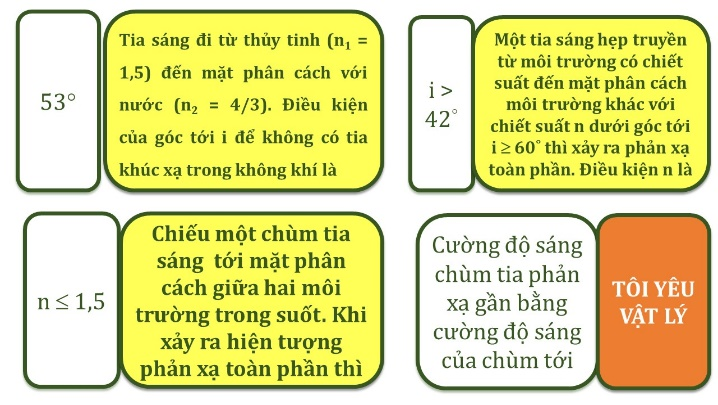 53°
Tia sáng đi từ thủy tinh (n₁ =
1,5) đến mặt phân cách với
nước (n₂ = 4/3). Điều kiện
của góc tới i để không có tia
khúc xạ trong không khí là
i >
42°
Một tia sáng hẹp truyền
từ môi trường có chiết
suất đến mặt phân cách
môi trường khác với
chiết suất n dưới góc tới
i ≥ 60° thì xảy ra phản xạ
toàn phần. Điều kiện n là
n ≤ 1,5
Chiếu một chùm tia
sáng tới mặt phân
cách giữa hai môi
trường trong suốt. Khi
xảy ra hiện tượng
phản xạ toàn phần thì
Cường độ sáng
chùm tia phản
xạ gần bằng
cường độ sáng
của chùm tới
TÔI YÊU
VẬT LÝ